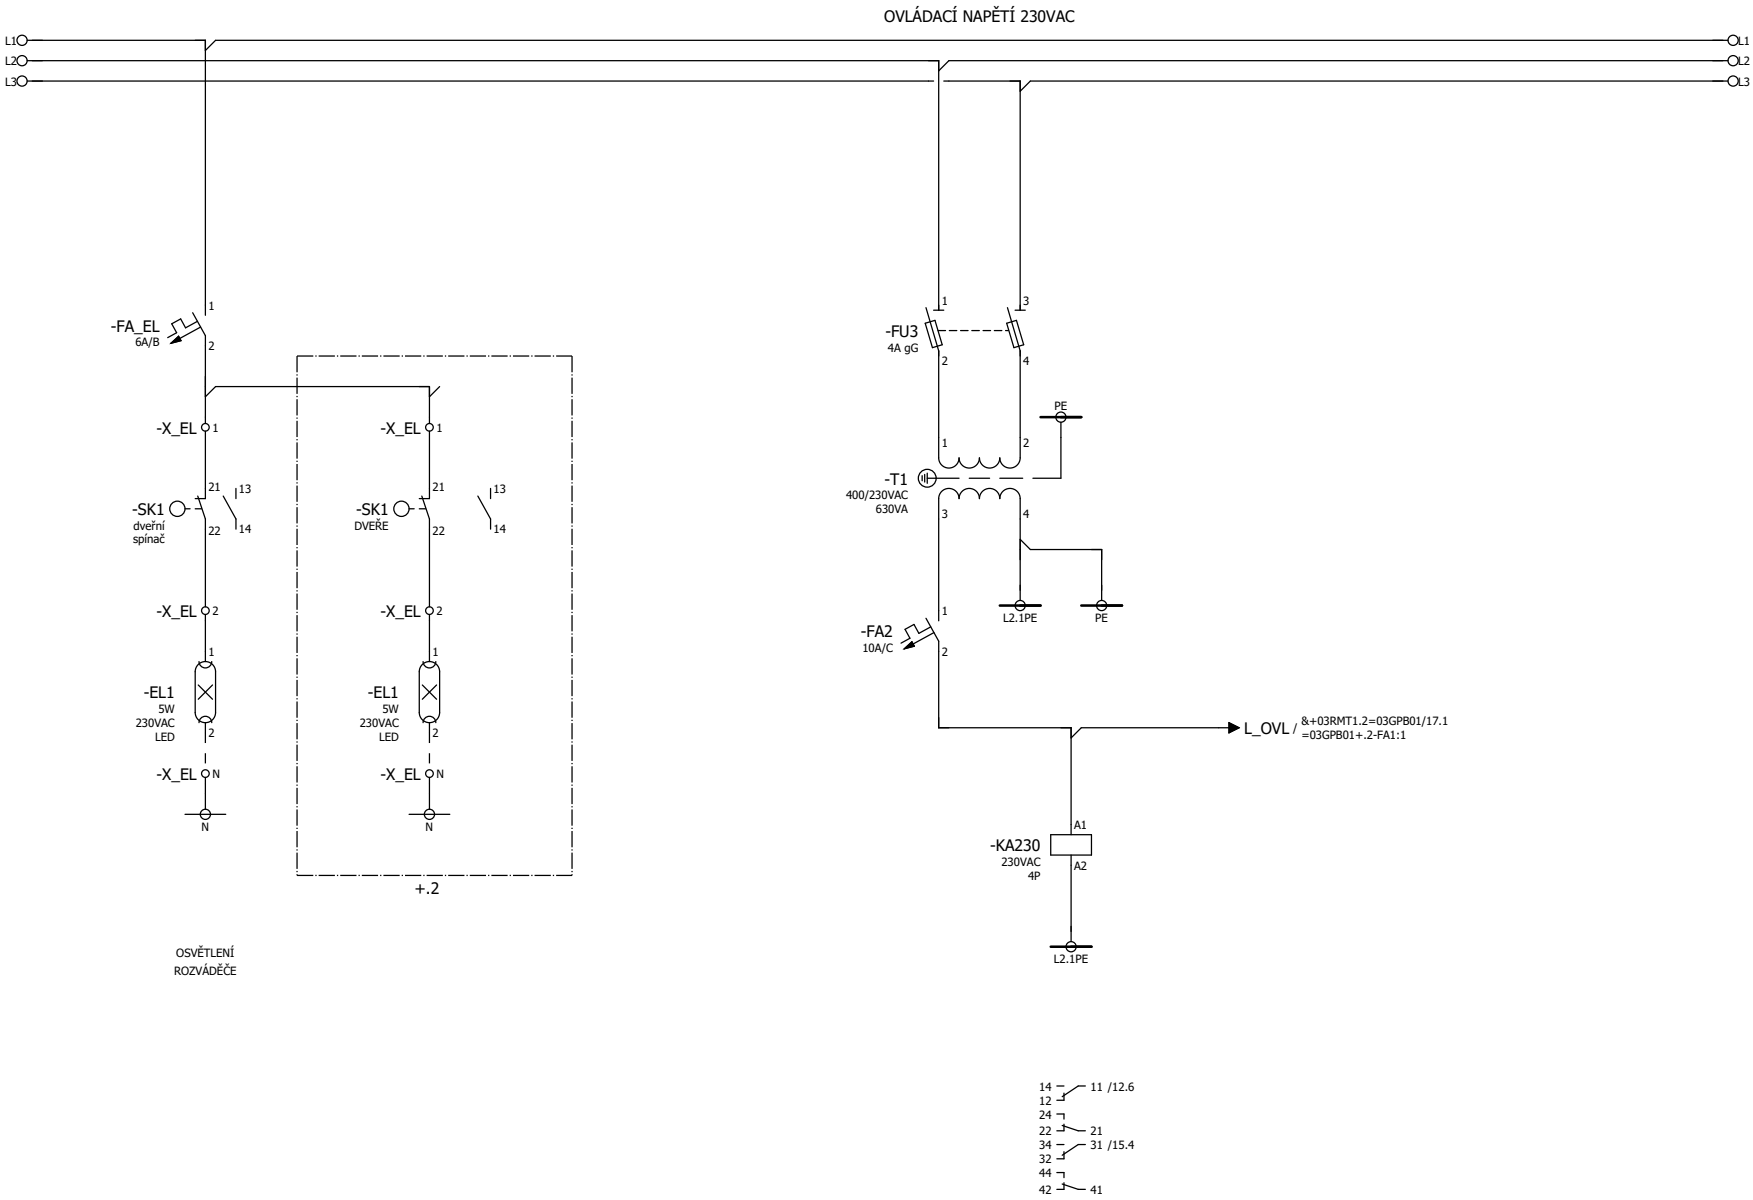 OVLÁDACÍ NAPĚTÍ 230VAC
L1 L1
L2 L2
L3 L3
1
-FA_EL
6A/B
2
1 3
-FU3
4A gG
2 4
-X_EL 1
-X_EL 1
21 13
-SK1
dveřní
spínač
22 14
21 13
-SK1
DVEŘE
22 14
-X_EL 2
-X_EL 2
1
-EL1
5W
230VAC
LED
2
1
-EL1
5W
230VAC
LED
2
-X_EL N
-X_EL N
N
N
+.2
OSVĚTLENÍ
ROZVÁDĚČE
PE
1 2
-T1
400/230VAC
630VA
3 4
L2.1PE
PE
1
-FA2
10A/C
2
L_OVL / &+03RMT1.2=03GPB01/17.1
=03GPB01+.2-FA1:1
A1
-KA230
230VAC
4P
A2
L2.1PE
14 11 /12.6
12
24
22 21
34 31 /15.4
32
44
42 41